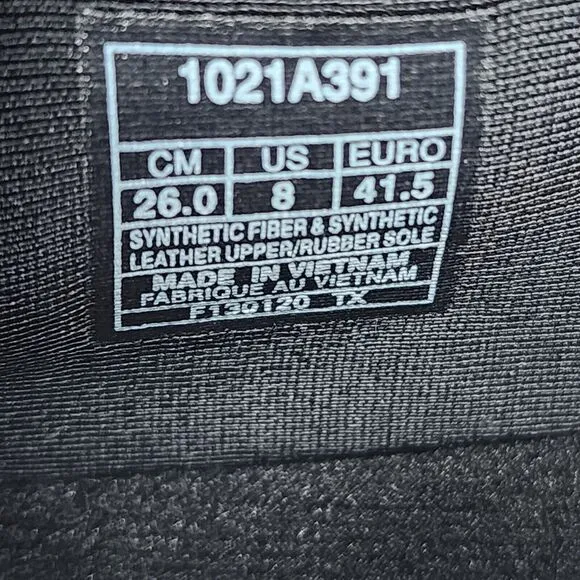 1021A391
CM US EURO
26.0 8 41.5
SYNTHETIC FIBER & SYNTHETIC
LEATHER UPPER/RUBBER SOLE
MADE IN VIETNAM
FABRIQUE AU VIETNAM
F130120 TX